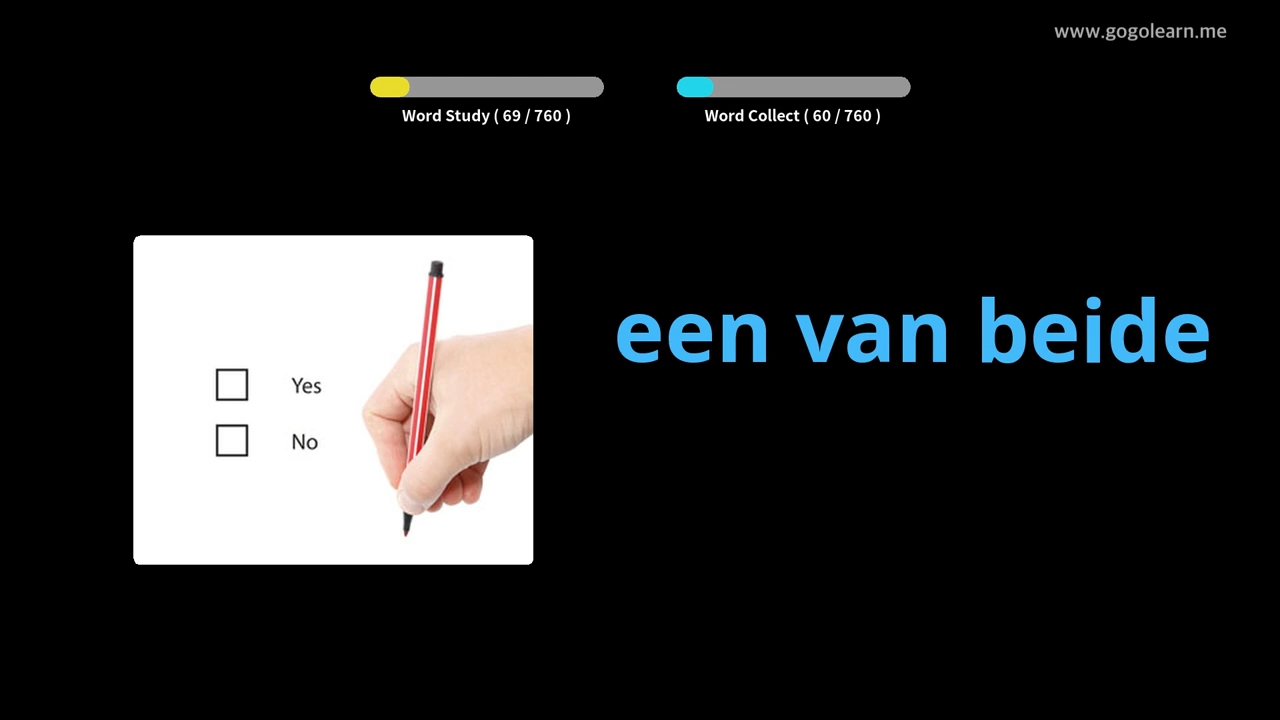 www.gogolearn.me
Word Study ( 69 / 760 )
Word Collect ( 60 / 760 )
een van beide
Yes
No